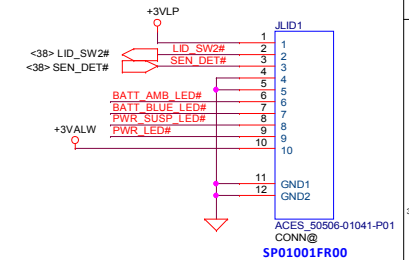 +3VLP
JLID1
<38> LID_SW2# LID_SW2# 1 1
<38> SEN_DET# SEN_DET# 2 2
3 3
4 4
5 5
BATT_AMB_LED# 6 6
BATT_BLUE_LED# 7 7
PWR_SUSP_LED# 8 8
PWR_LED# 9 9
+3VALW 10 10
11 GND1
12 GND2
ACES_50506-01041-P01
CONN@
SP01001FR00